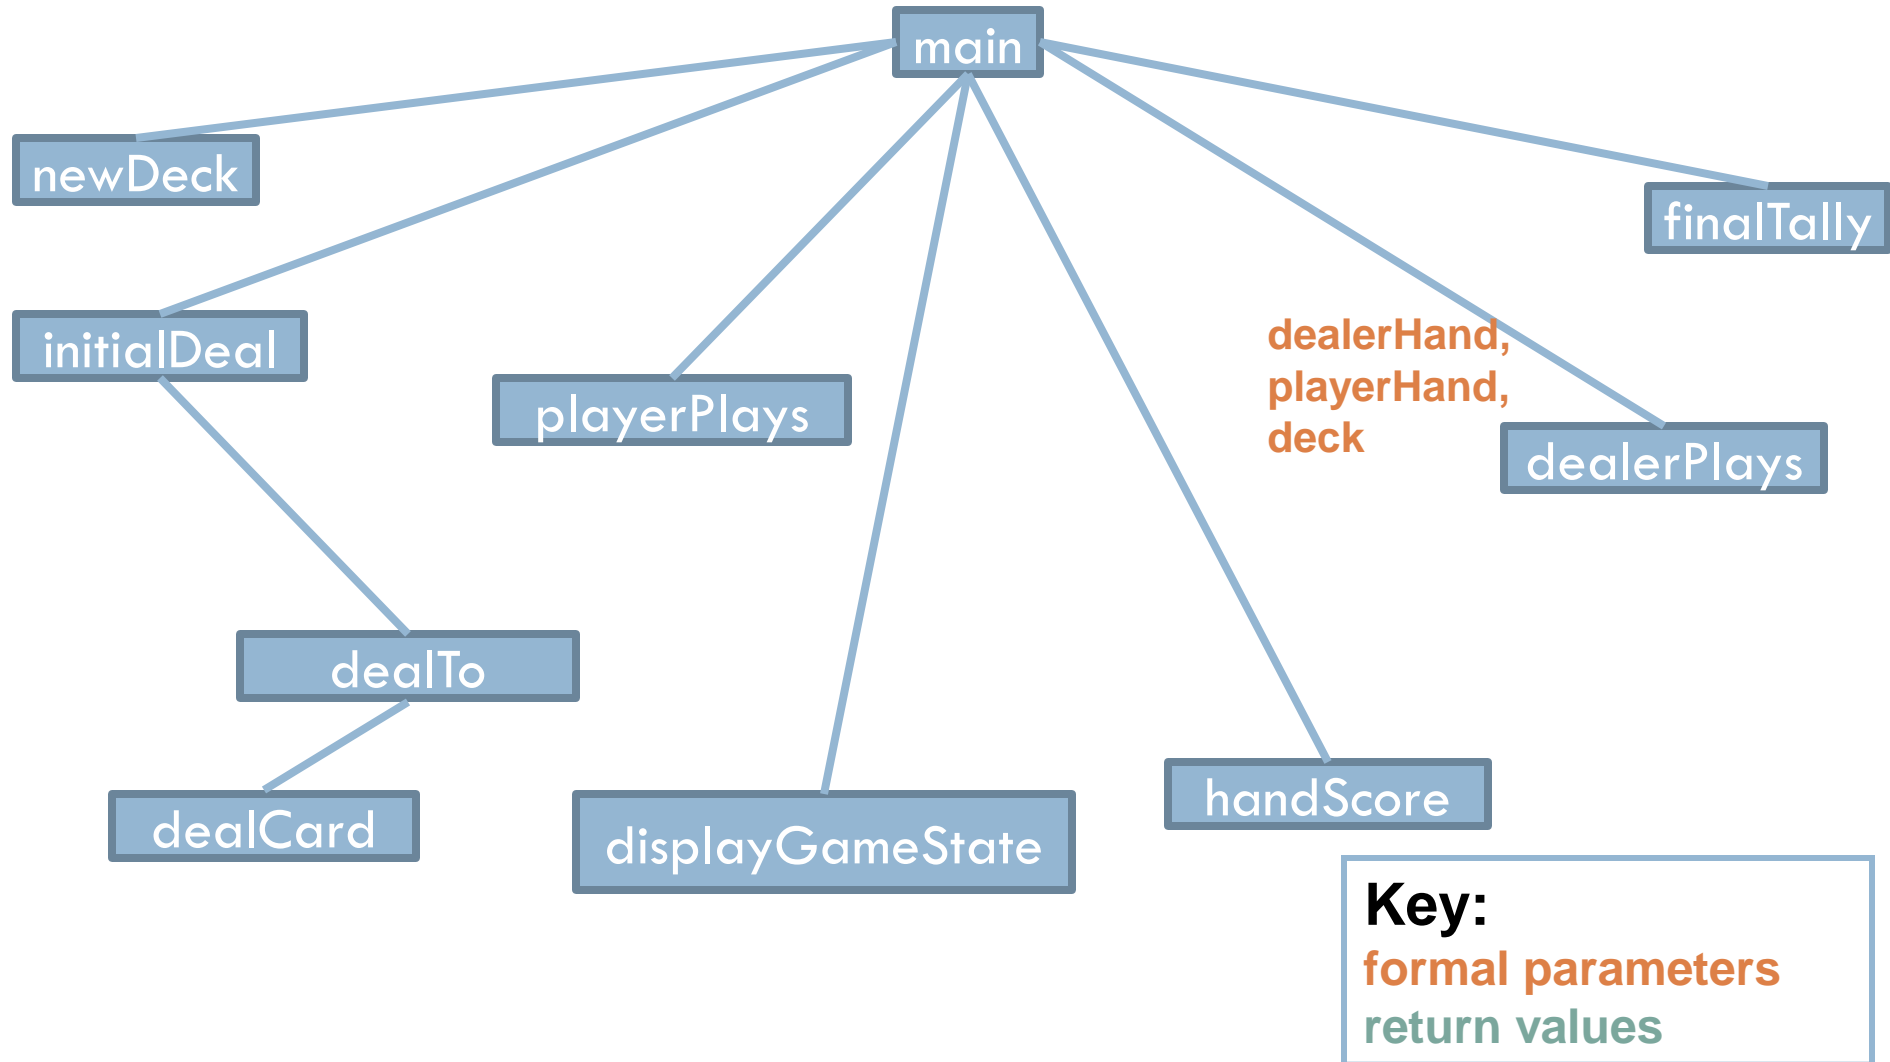 main
newDeck
finalTally
initialDeal
dealerHand,
playerHand,
deck
playerPlays
dealerPlays
dealTo
dealCard
displayGameState
handScore
Key:
formal parameters
return values